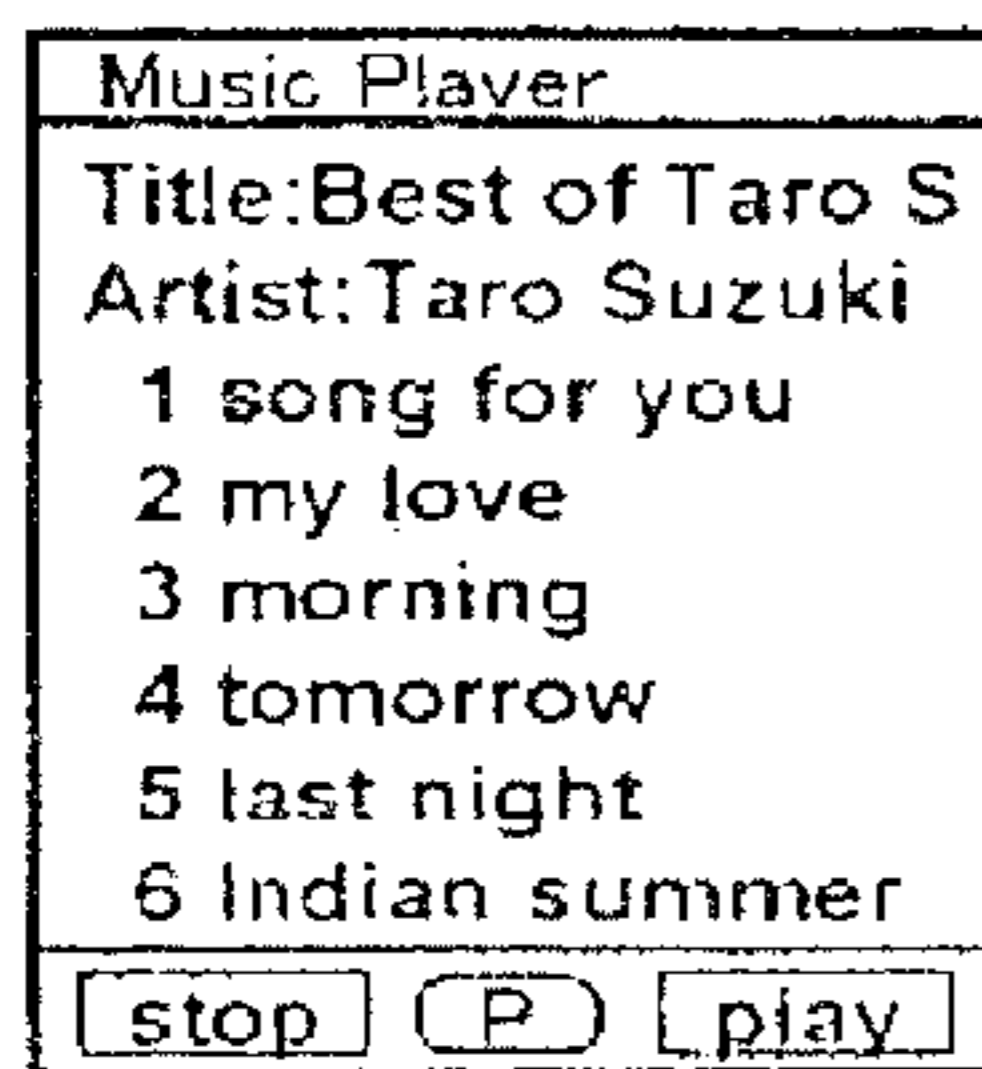 Music Player
Title:Best of Taro S
Artist:Taro Suzuki
1 song for you
2 my love
3 morning
4 tomorrow
5 last night
6 Indian summer
stop P play